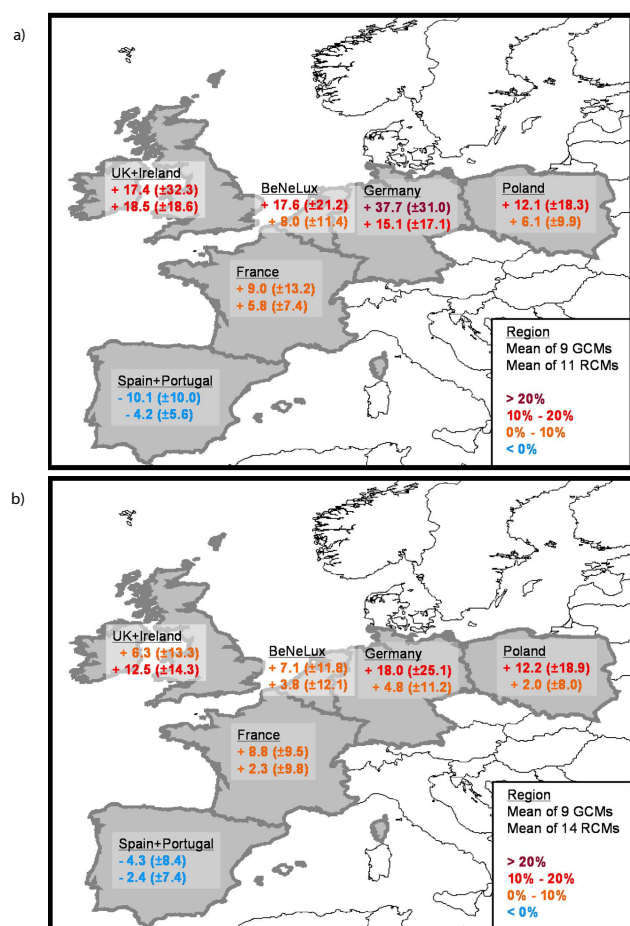 a)
UK+Ireland
+ 17.4 (±32.3)
+ 18.5 (±18.6)
BeNeLux
+ 17.6 (±21.2)
+ 8.0 (±11.4)
Germany
+ 37.7 (±31.0)
+ 15.1 (±17.1)
Poland
+ 12.1 (±18.3)
+ 6.1 (±9.9)
France
+ 9.0 (±13.2)
+ 5.8 (±7.4)
Spain+Portugal
- 10.1 (±10.0)
- 4.2 (±5.6)
Region
Mean of 9 GCMs
Mean of 11 RCMs
> 20%
10% - 20%
0% - 10%
< 0%
b)
UK+Ireland
+ 6.3 (±13.3)
+ 12.5 (±14.3)
BeNeLux
+ 7.1 (±11.8)
+ 3.8 (±12.1)
Germany
+ 18.0 (±25.1)
+ 4.8 (±11.2)
Poland
+ 12.2 (±18.9)
+ 2.0 (±8.0)
France
+ 8.8 (±9.5)
+ 2.3 (±9.8)
Spain+Portugal
- 4.3 (±8.4)
- 2.4 (±7.4)
Region
Mean of 9 GCMs
Mean of 14 RCMs
> 20%
10% - 20%
0% - 10%
< 0%